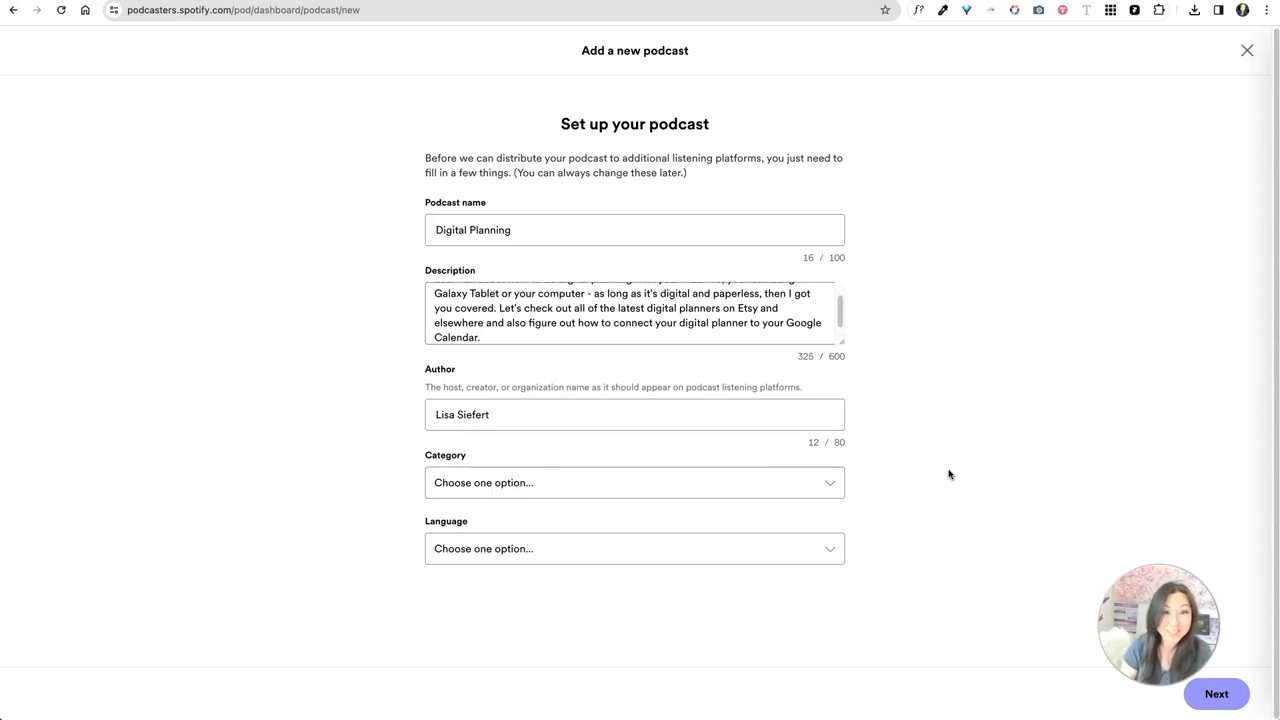 podcasters.spotify.com/pod/dashboard/podcast/new
Add a new podcast
Set up your podcast
Before we can distribute your podcast to additional listening platforms, you just need to
fill in a few things. (You can always change these later.)
Podcast name
Digital Planning
16 / 100
Description
Galaxy Tablet or your computer - as long as it's digital and paperless, then I got
you covered. Let's check out all of the latest digital planners on Etsy and
elsewhere and also figure out how to connect your digital planner to your Google
Calendar.
325 / 600
Author
The host, creator, or organization name as it should appear on podcast listening platforms.
Lisa Siefert
12 / 80
Category
Choose one option...
Language
Choose one option...
Next